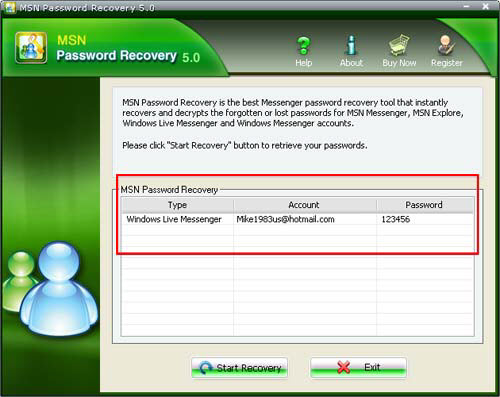 MSN Password Recovery 5.0
MSN
Password Recovery 5.0
Help
About
Buy Now
Register
MSN Password Recovery is the best Messenger password recovery tool that instantly
recovers and decrypts the forgotten or lost passwords for MSN Messenger, MSN Explore,
Windows Live Messenger and Windows Messenger accounts.
Please click "Start Recovery" button to retrieve your passwords.
MSN Password Recovery
Type Account Password
Windows Live Messenger Mike1983us@hotmail.com 123456
Start Recovery
Exit